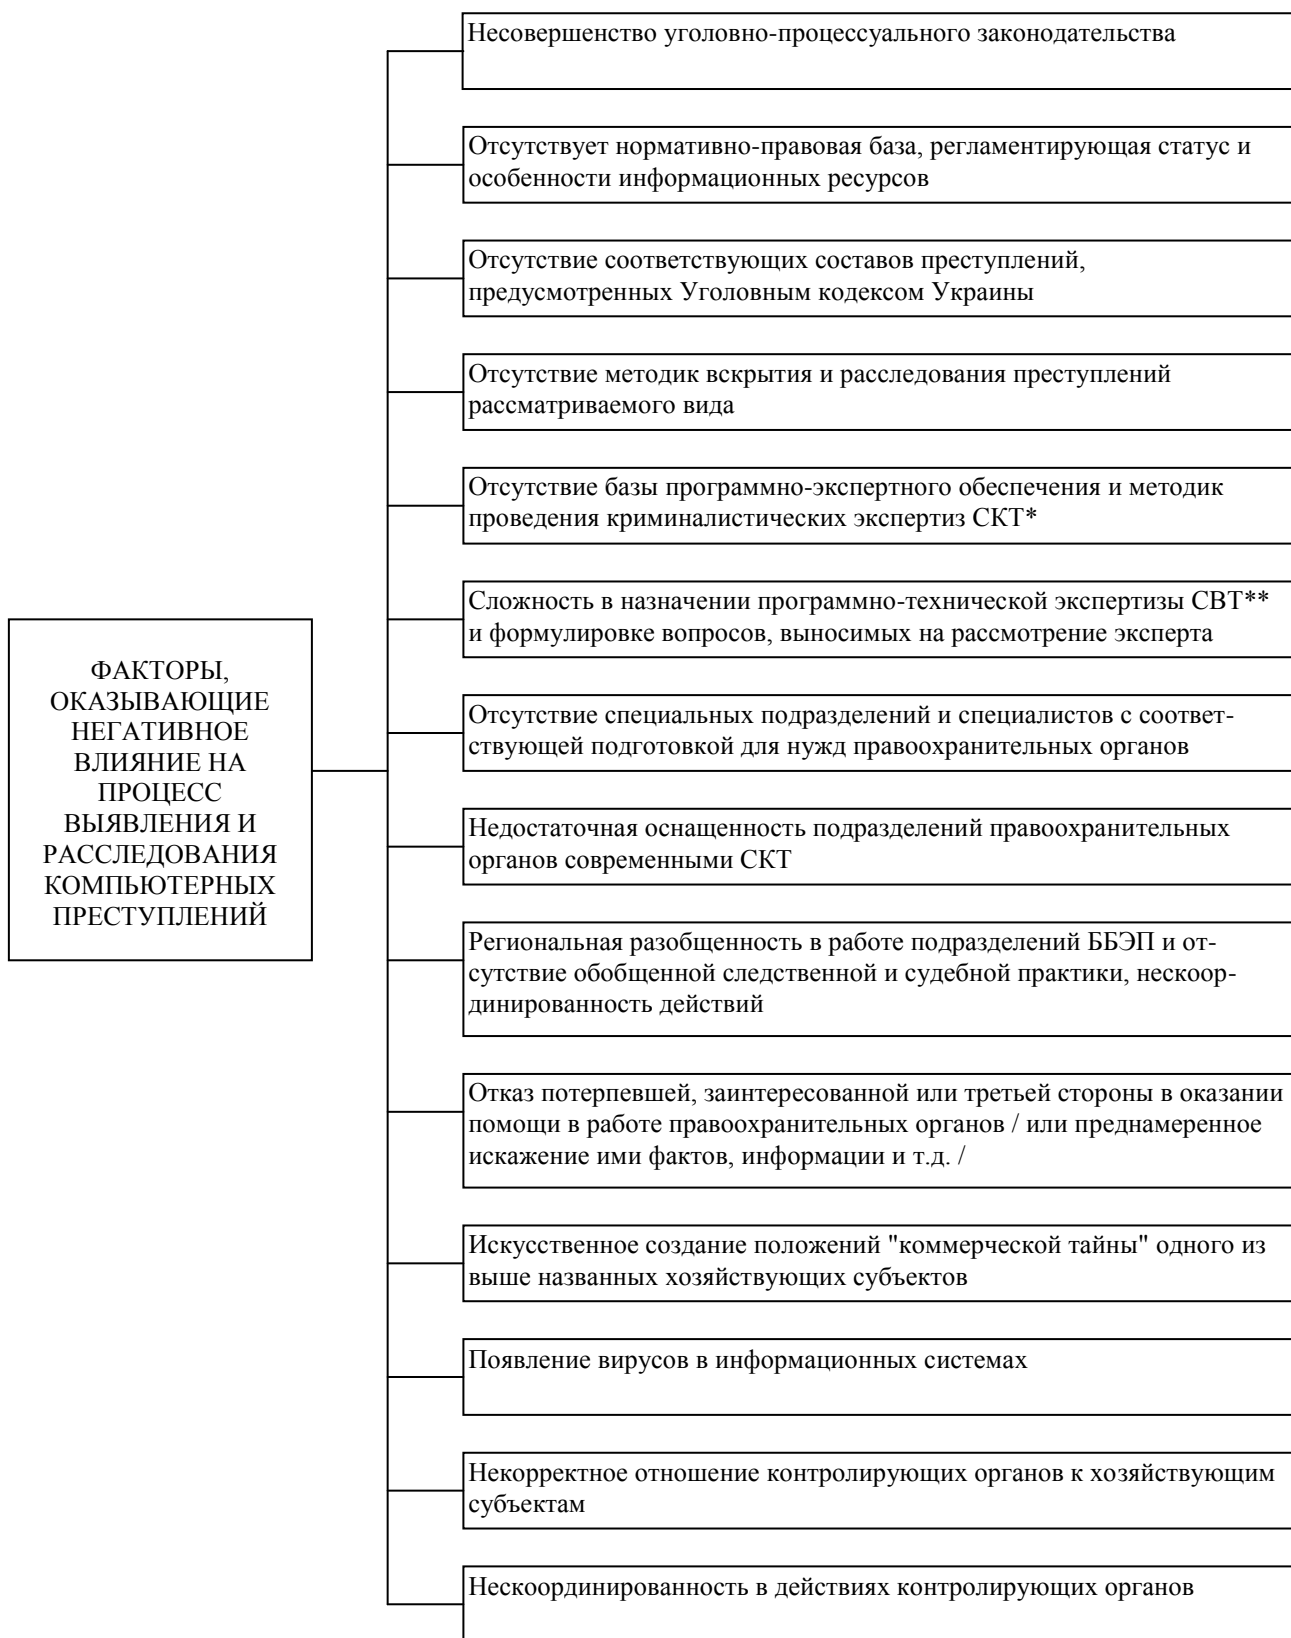 Несовершенство уголовно-процессуального законодательства
Отсутствует нормативно-правовая база, регламентирующая статус и
особенности информационных ресурсов
Отсутствие соответствующих составов преступлений,
предусмотренных Уголовным кодексом Украины
Отсутствие методик вскрытия и расследования преступлений
рассматриваемого вида
Отсутствие базы программно-экспертного обеспечения и методик
проведения криминалистических экспертиз СКТ*
Сложность в назначении программно-технической экспертизы СВТ**
и формулировке вопросов, выносимых на рассмотрение эксперта
ФАКТОРЫ,
ОКАЗЫВАЮЩИЕ
НЕГАТИВНОЕ
ВЛИЯНИЕ НА
ПРОЦЕСС
ВЫЯВЛЕНИЯ И
РАССЛЕДОВАНИЯ
КОМПЬЮТЕРНЫХ
ПРЕСТУПЛЕНИЙ
Отсутствие специальных подразделений и специалистов с соответ-
ствующей подготовкой для нужд правоохранительных органов
Недостаточная оснащенность подразделений правоохранительных
органов современными СКТ
Региональная разобщенность в работе подразделений ББЭП и от-
сутствие обобщенной следственной и судебной практики, нескоор-
динированность действий
Отказ потерпевшей, заинтересованной или третьей стороны в оказании
помощи в работе правоохранительных органов / или преднамеренное
искажение ими фактов, информации и т.д. /
Искусственное создание положений "коммерческой тайны" одного из
выше названных хозяйствующих субъектов
Появление вирусов в информационных системах
Некорректное отношение контролирующих органов к хозяйствующим
субъектам
Нескоординированность в действиях контролирующих органов